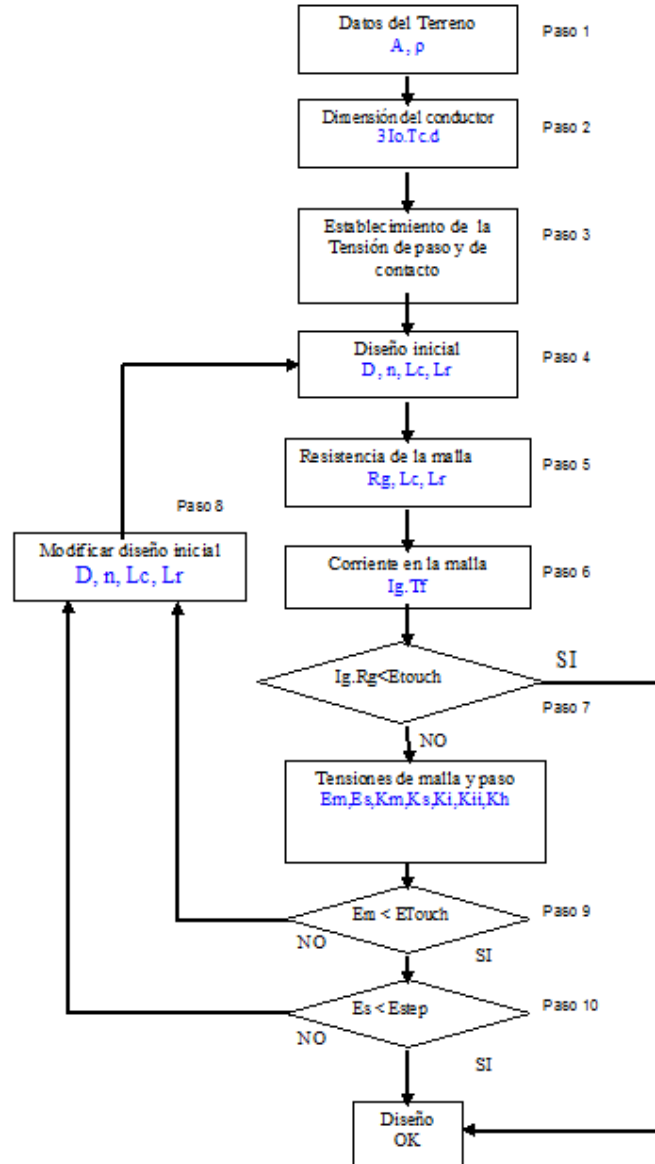 Datos del Terreno
A, ρ
Paso 1
Dimensión del conductor
3Io.Tc.d
Paso 2
Establecimiento de la
Tensión de paso y de
contacto
Paso 3
Diseño inicial
D, n, Lc, Lr
Paso 4
Resistencia de la malla
Rg, Lc, Lr
Paso 5
Paso 8
Modificar diseño inicial
D, n, Lc, Lr
Corriente en la malla
Ig.Tf
Paso 6
Ig.Rg<Etouch
SI
Paso 7
NO
Tensiones de malla y paso
Em,Es,Km,Ks,Ki,Kii,Kh
Em < ETouch
Paso 9
NO
SI
Es < Estep
Paso 10
NO
SI
Diseño
OK